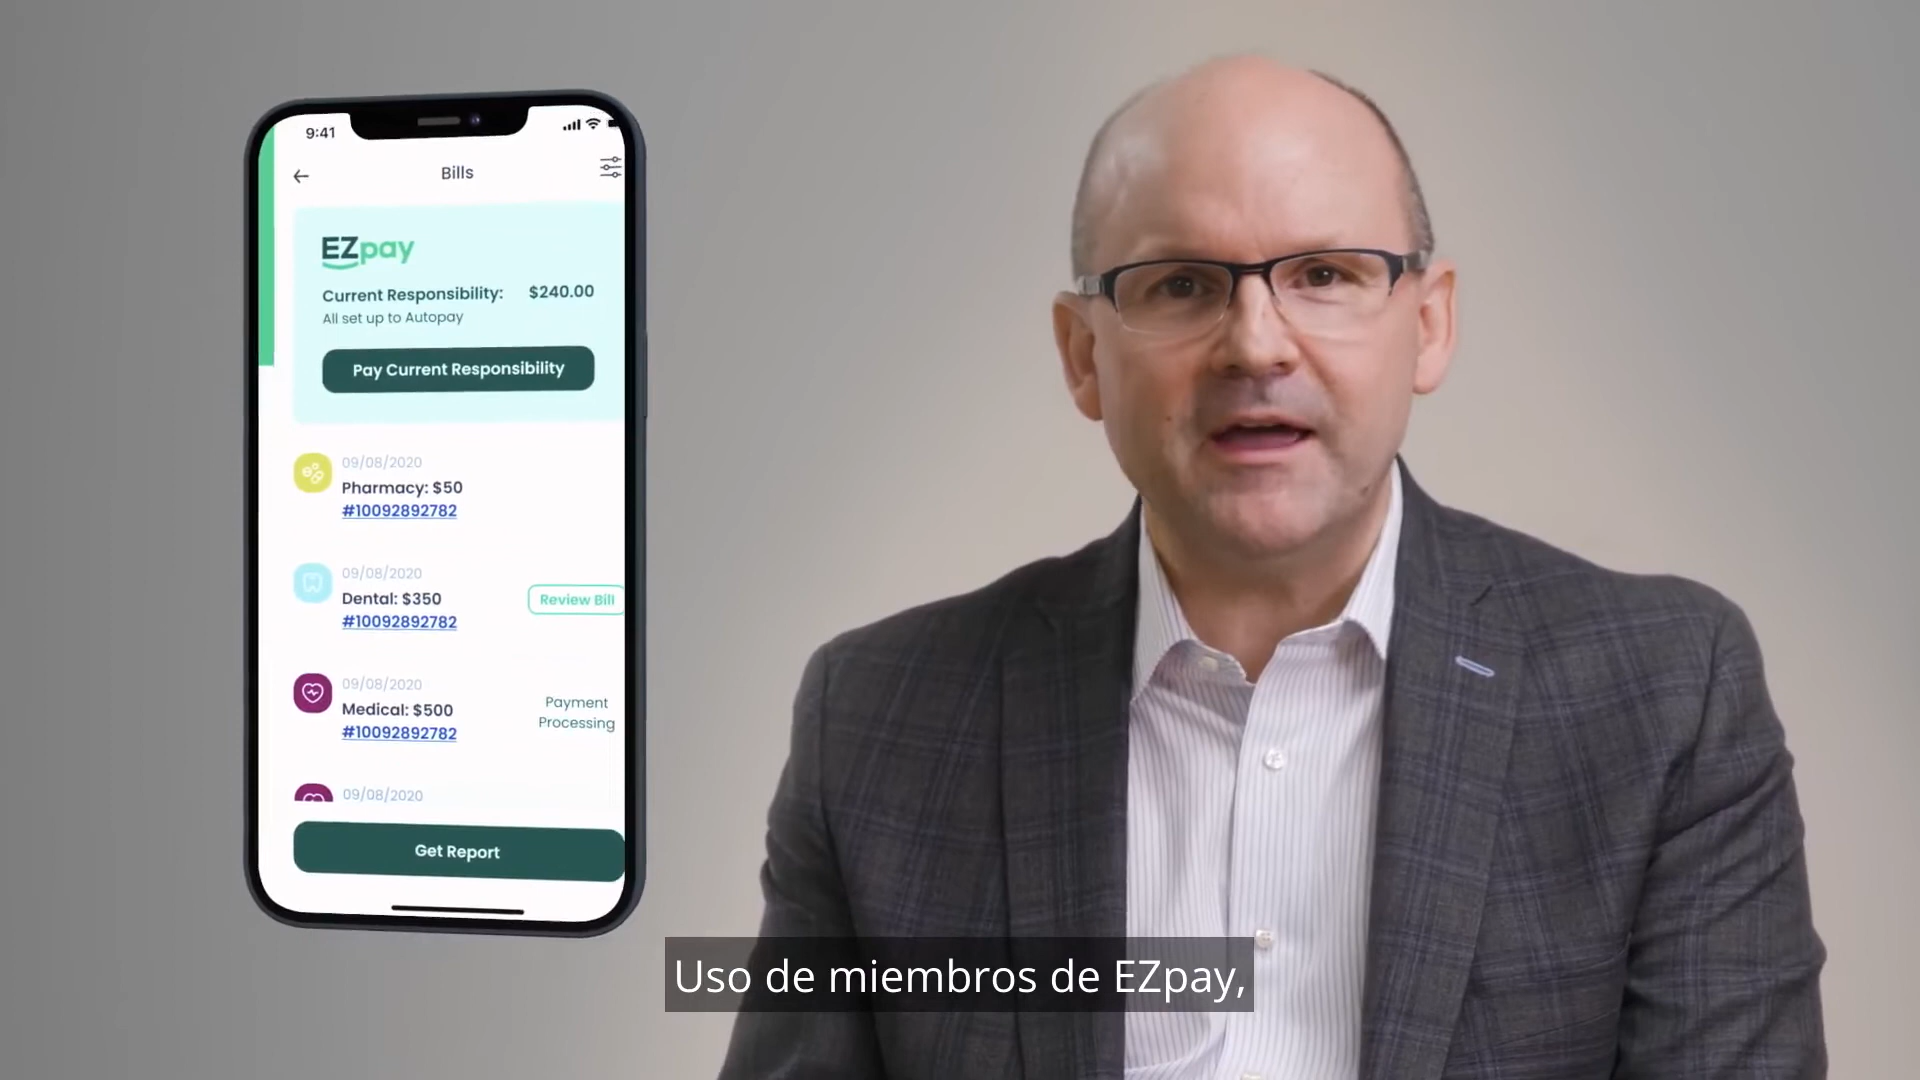 9:41
Bills
EZpay
Current Responsibility: $240.00
All set up to Autopay
Pay Current Responsibility
09/08/2020
Pharmacy: $50
#10092892782
09/08/2020
Dental: $350
#10092892782
Review Bill
09/08/2020
Medical: $500
#10092892782
Payment
Processing
09/08/2020
Get Report
Uso de miembros de EZpay,